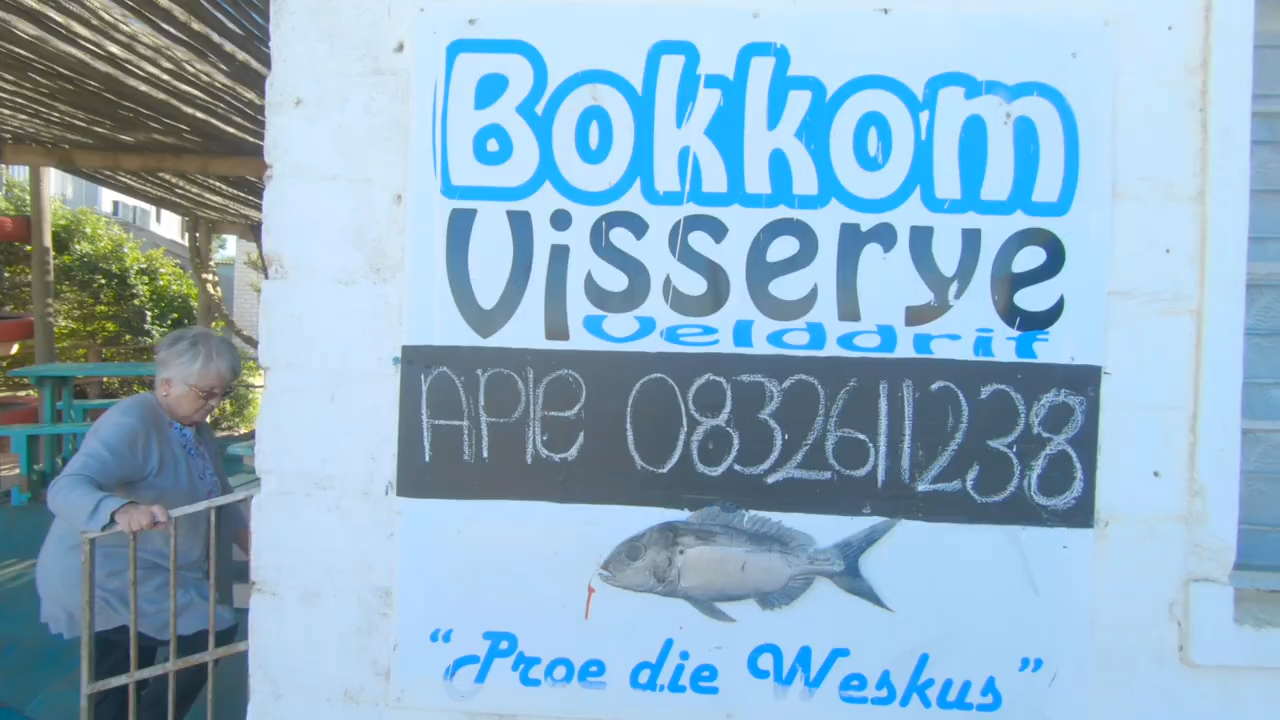 Bokkom
Visserye
Velddrif
APIE 0832611238
“Proe die Weskus”